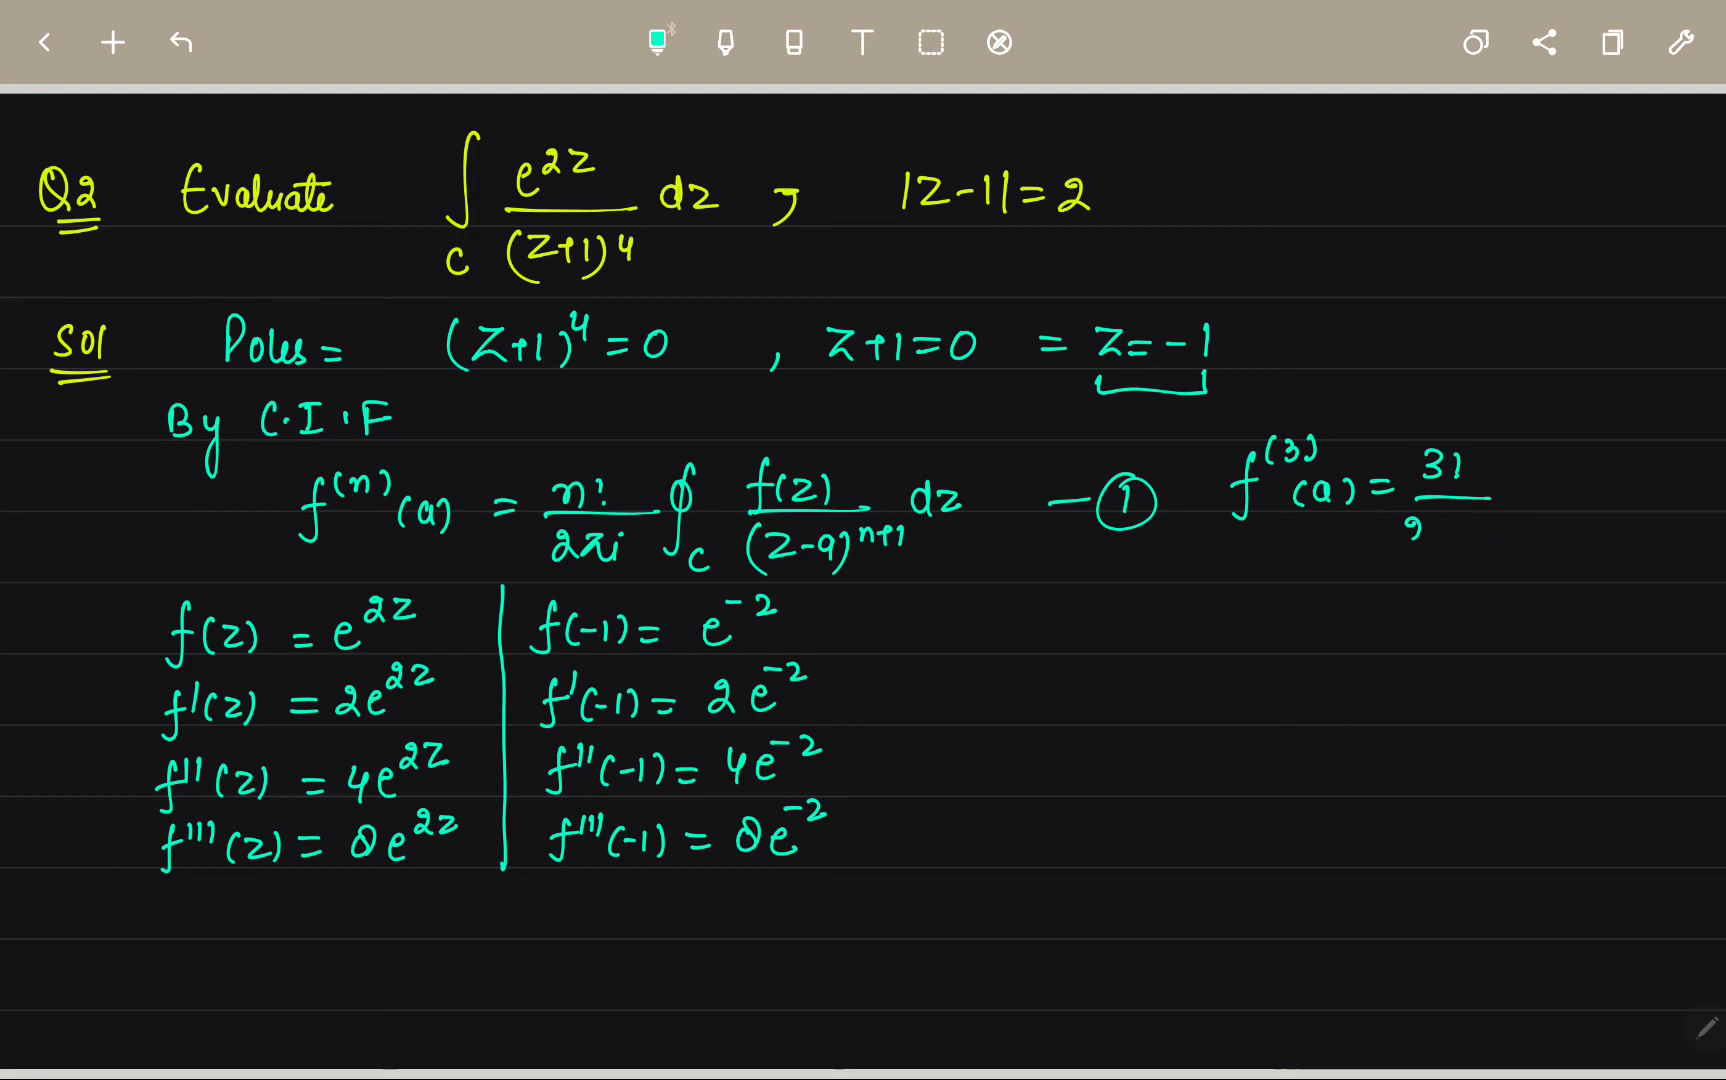 Q2 Evaluate ∫_C e^{2z}/(z+1)^4 dz , |z-1| = 2
Sol Poles = (z+1)^4 = 0 , z+1 = 0 = z = -1
By C.I.F
f^{(n)}(a) = n!/2πi ∮_C f(z)/(z-a)^{n+1} dz — ① f^{(3)}(a) = 3!/
f(z) = e^{2z} | f(-1) = e^{-2}
f'(z) = 2e^{2z} | f'(-1) = 2e^{-2}
f''(z) = 4e^{2z} | f''(-1) = 4e^{-2}
f'''(z) = 8e^{2z} | f'''(-1) = 8e^{-2}